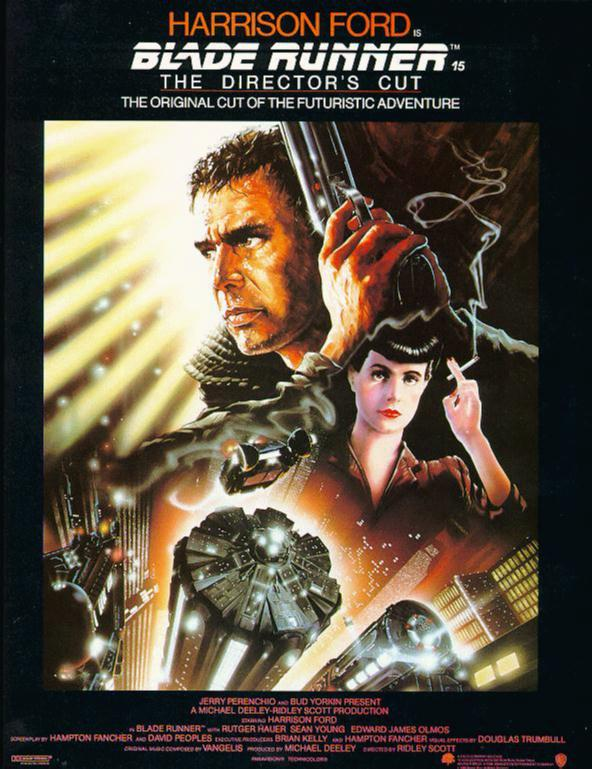 HARRISON FORD IS
BLADE RUNNER™ 15
THE DIRECTOR'S CUT
THE ORIGINAL CUT OF THE FUTURISTIC ADVENTURE
JERRY PERENCHIO AND BUD YORKIN PRESENT
A MICHAEL DEELEY-RIDLEY SCOTT PRODUCTION
STARRING HARRISON FORD
IN BLADE RUNNER™ WITH RUTGER HAUER SEAN YOUNG EDWARD JAMES OLMOS
SCREENPLAY BY HAMPTON FANCHER AND DAVID PEOPLES EXECUTIVE PRODUCERS BRIAN KELLY AND HAMPTON FANCHER VISUAL EFFECTS BY DOUGLAS TRUMBULL
ORIGINAL MUSIC COMPOSED BY VANGELIS PRODUCED BY MICHAEL DEELEY DIRECTED BY RIDLEY SCOTT
PANAVISION® TECHNICOLOR®